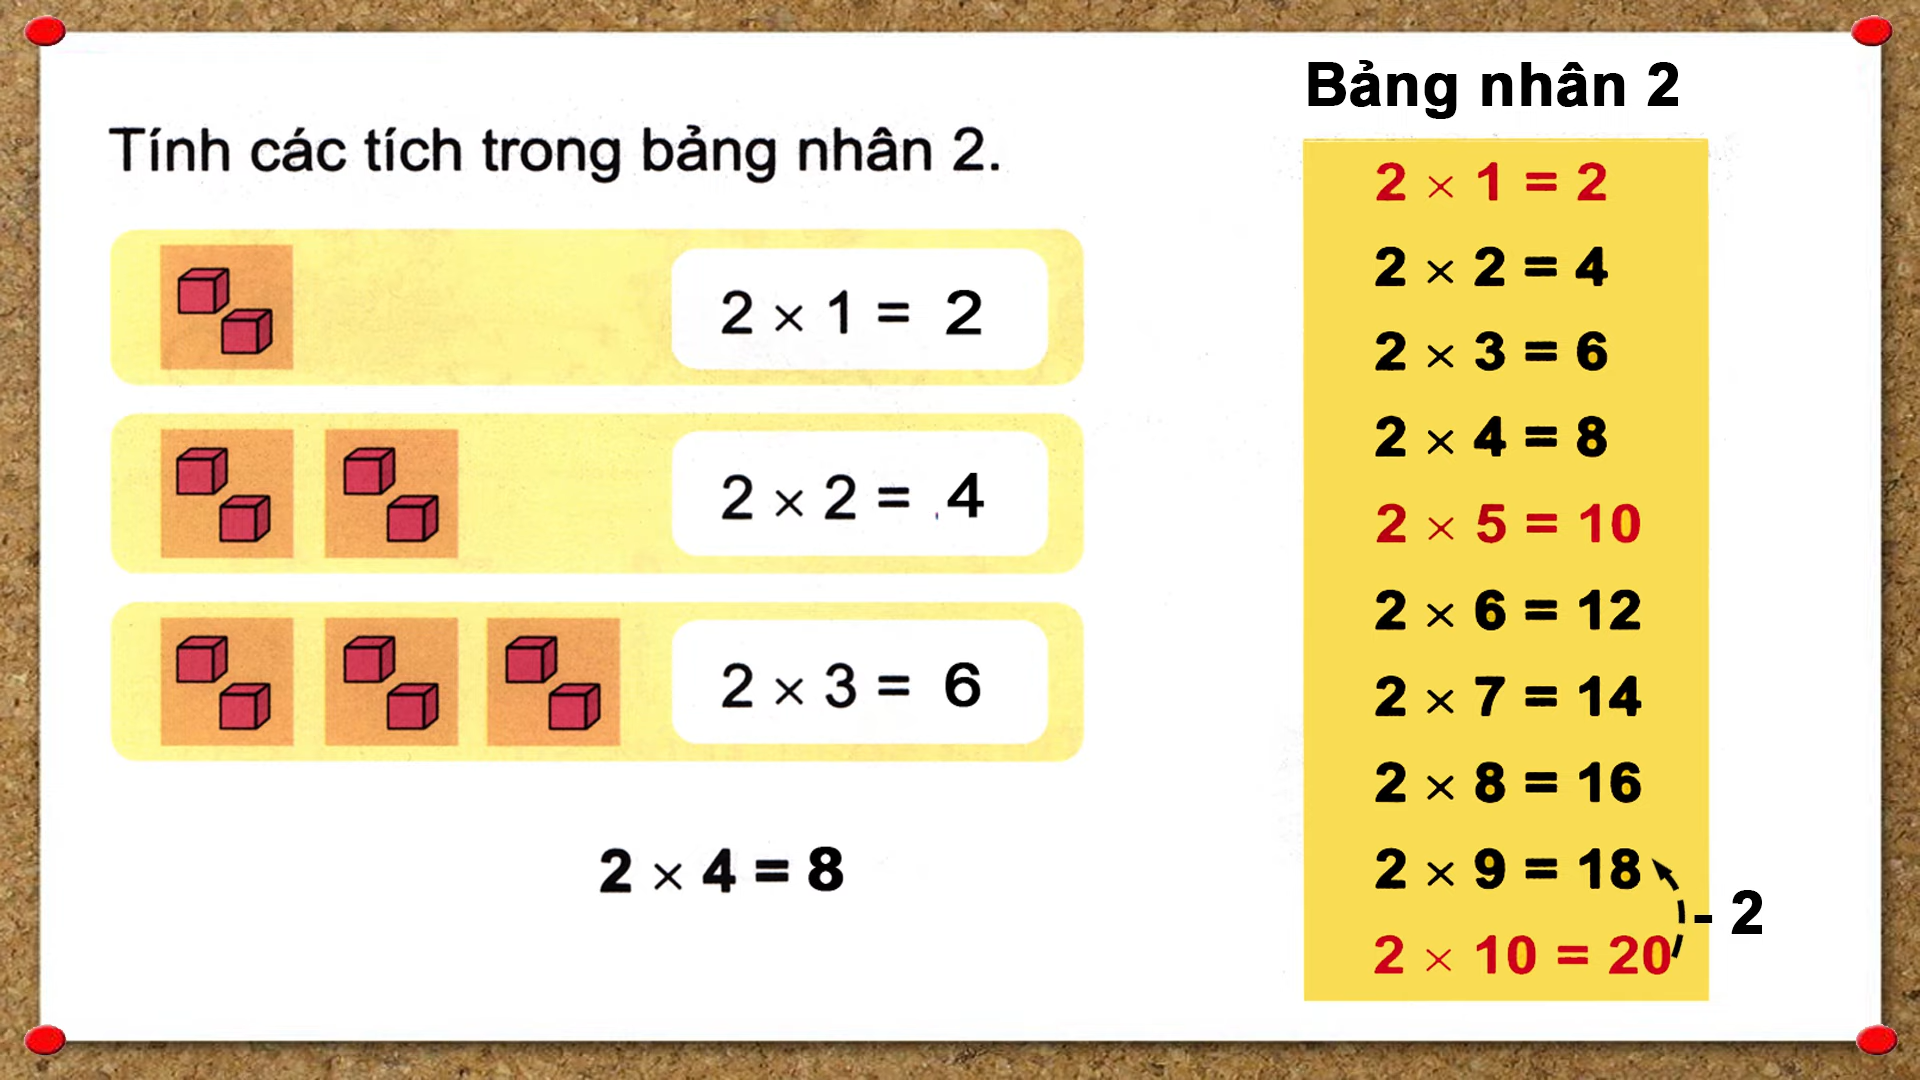 Tính các tích trong bảng nhân 2.
2 × 1 = 2
2 × 2 = 4
2 × 3 = 6
2 × 4 = 8
Bảng nhân 2
2 × 1 = 2
2 × 2 = 4
2 × 3 = 6
2 × 4 = 8
2 × 5 = 10
2 × 6 = 12
2 × 7 = 14
2 × 8 = 16
2 × 9 = 18
- 2
2 × 10 = 20